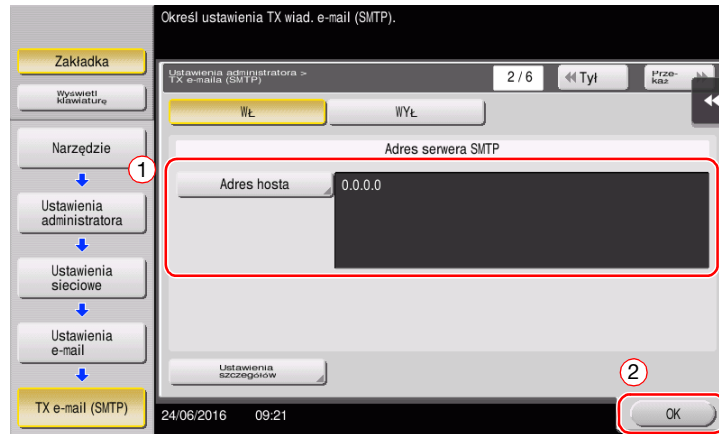 Określ ustawienia TX wiad. e-mail (SMTP).
Zakładka
Wyświetl
klawiaturę
Narzędzie
Ustawienia
administratora
Ustawienia
sieciowe
Ustawienia
e-mail
TX e-mail (SMTP)
Ustawienia administratora >
TX e-maila (SMTP)
2/6
Tył
Prze-
każ
WŁ
WYŁ
Adres serwera SMTP
1
Adres hosta
0.0.0.0
Ustawienia
szczegółów
2
24/06/2016 09:21
OK